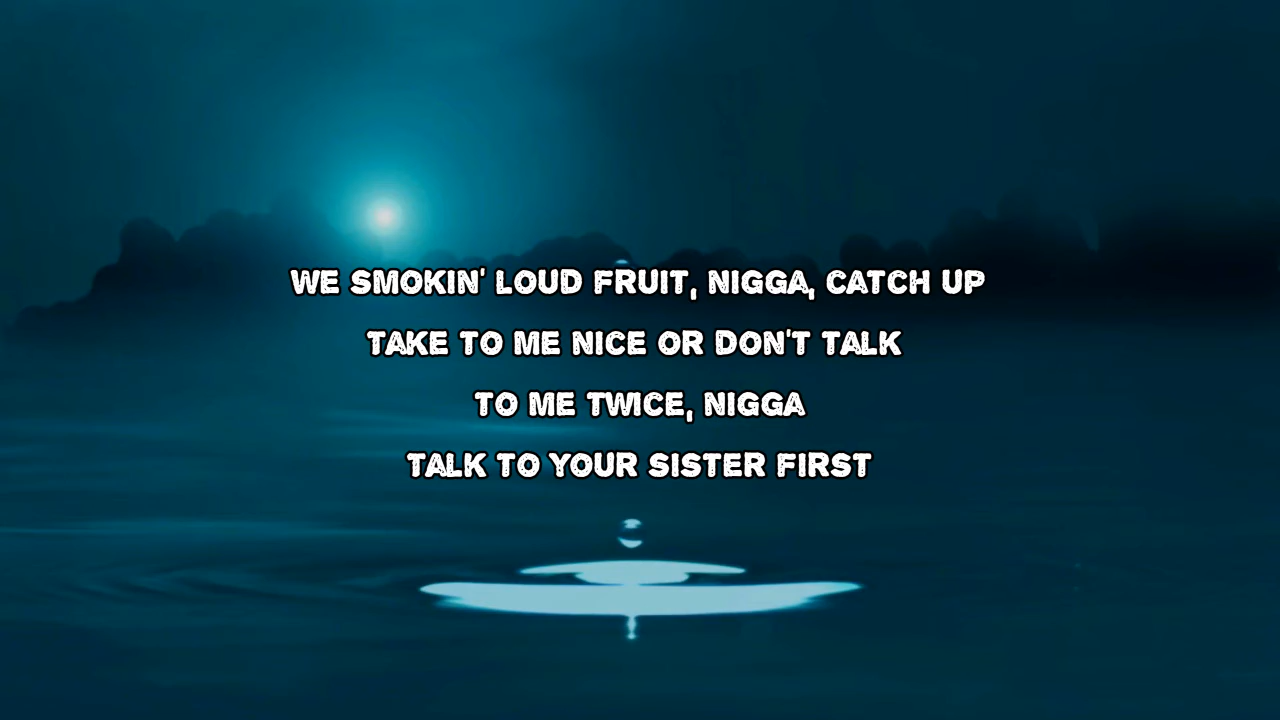 WE SMOKIN' LOUD FRUIT, NIGGA, CATCH UP
TAKE TO ME NICE OR DON'T TALK
TO ME TWICE, NIGGA
TALK TO YOUR SISTER FIRST